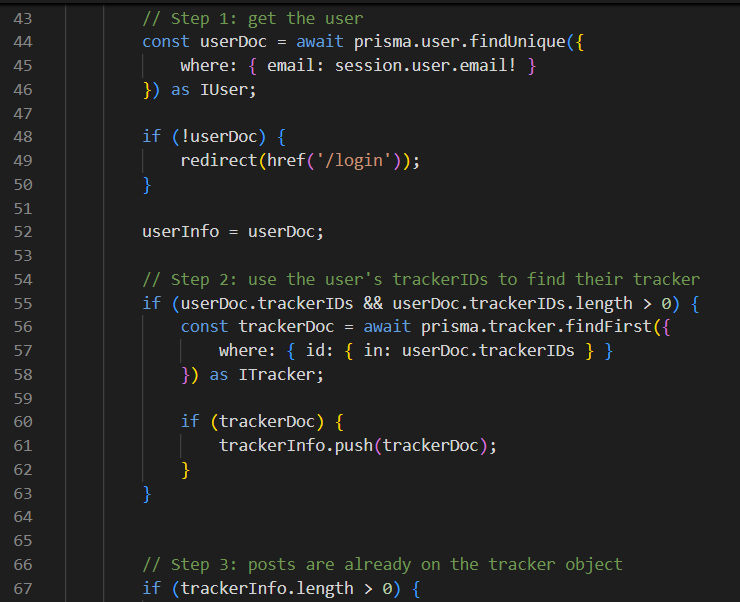 43 // Step 1: get the user
44 const userDoc = await prisma.user.findUnique({
45 where: { email: session.user.email! }
46 }) as IUser;
47
48 if (!userDoc) {
49 redirect(href('/login'));
50 }
51
52 userInfo = userDoc;
53
54 // Step 2: use the user's trackerIDs to find their tracker
55 if (userDoc.trackerIDs && userDoc.trackerIDs.length > 0) {
56 const trackerDoc = await prisma.tracker.findFirst({
57 where: { id: { in: userDoc.trackerIDs } }
58 }) as ITracker;
59
60 if (trackerDoc) {
61 trackerInfo.push(trackerDoc);
62 }
63 }
64
65
66 // Step 3: posts are already on the tracker object
67 if (trackerInfo.length > 0) {